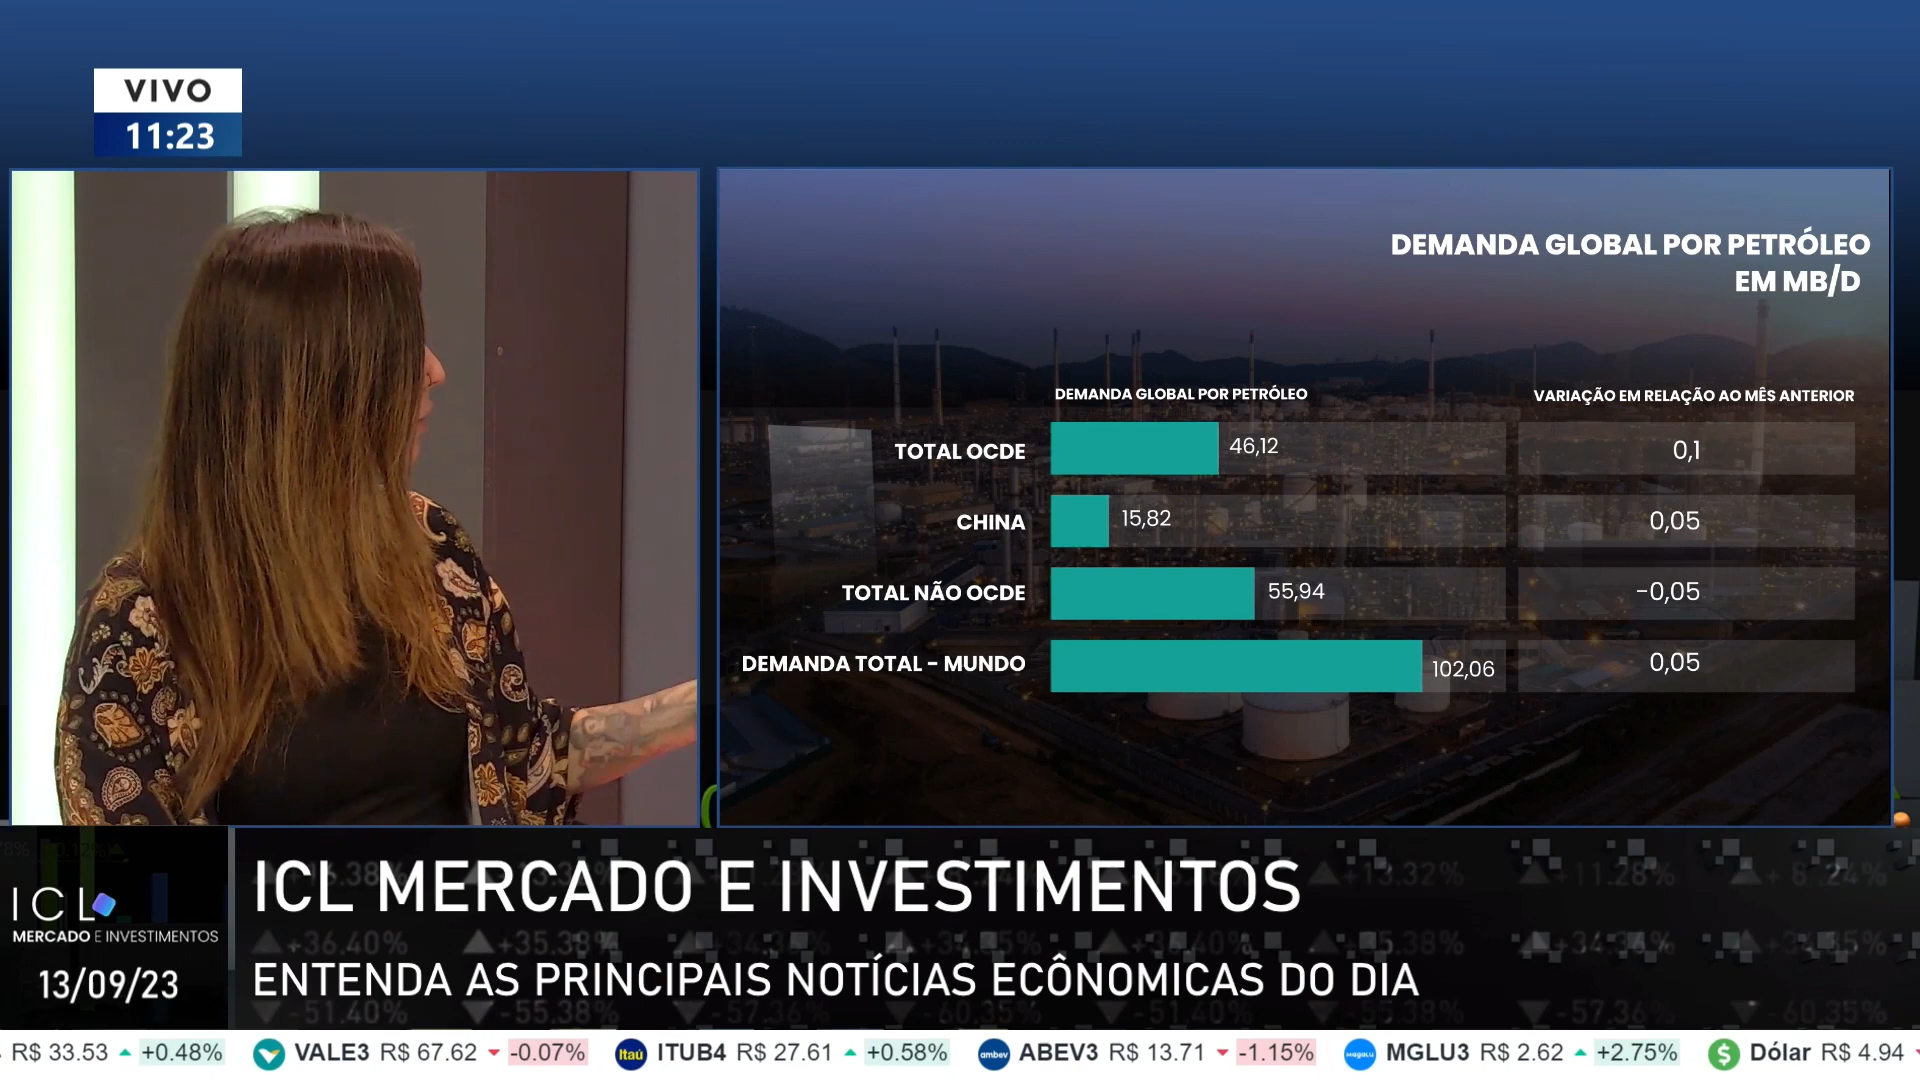 VIVO
11:23
DEMANDA GLOBAL POR PETRÓLEO
EM MB/D
DEMANDA GLOBAL POR PETRÓLEO
VARIAÇÃO EM RELAÇÃO AO MÊS ANTERIOR
TOTAL OCDE 46,12 0,1
CHINA 15,82 0,05
TOTAL NÃO OCDE 55,94 -0,05
DEMANDA TOTAL - MUNDO 102,06 0,05
ICL MERCADO E INVESTIMENTOS
ENTENDA AS PRINCIPAIS NOTÍCIAS ECÔNOMICAS DO DIA
ICL
MERCADO E INVESTIMENTOS
13/09/23
R$ 33.53 +0.48% VALE3 R$ 67.62 -0.07% Itaú ITUB4 R$ 27.61 +0.58% ambev ABEV3 R$ 13.71 -1.15% magalu MGLU3 R$ 2.62 +2.75% $ Dólar R$ 4.94